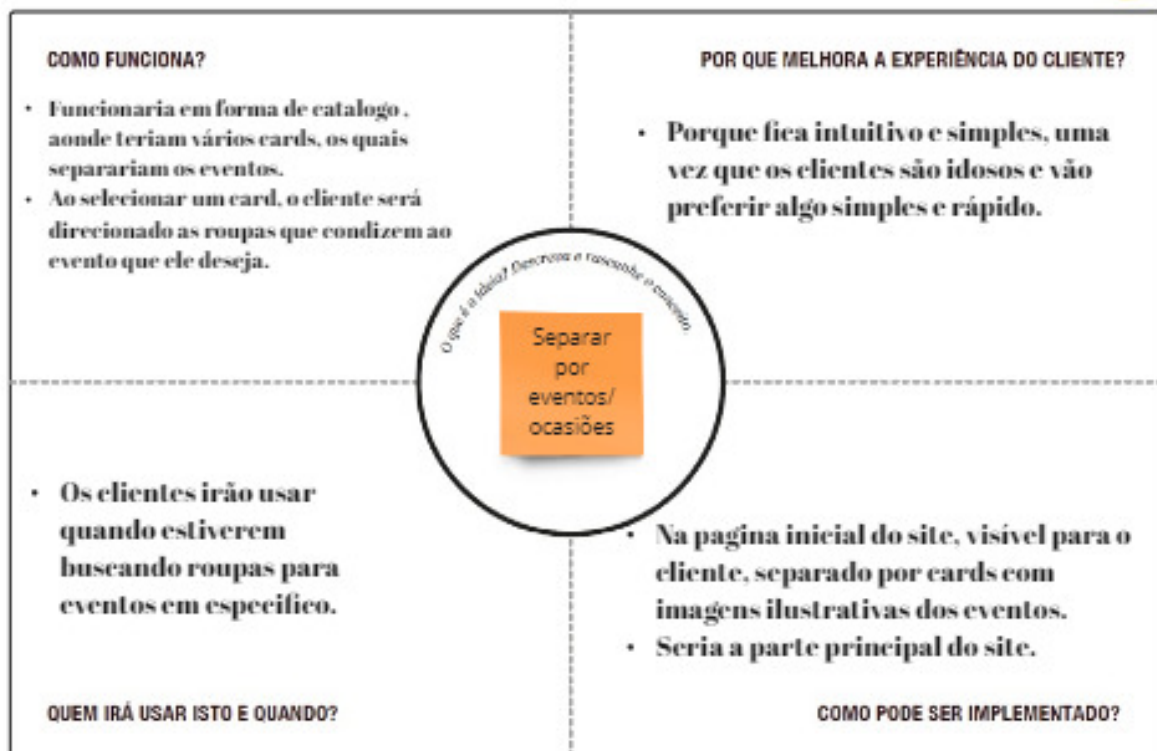 COMO FUNCIONA?
• Funcionaria em forma de catalogo ,
aonde teriam vários cards, os quais
separariam os eventos.
• Ao selecionar um card, o cliente será
direcionado as roupas que condizem ao
evento que ele deseja.
POR QUE MELHORA A EXPERIÊNCIA DO CLIENTE?
• Porque fica intuitivo e simples, uma
vez que os clientes são idosos e vão
preferir algo simples e rápido.
O que é a ideia? Descreva e rascunhe o conceito.
Separar
por
eventos/
ocasiões
• Os clientes irão usar
quando estiverem
buscando roupas para
eventos em especifico.
QUEM IRÁ USAR ISTO E QUANDO?
• Na pagina inicial do site, visível para o
cliente, separado por cards com
imagens ilustrativas dos eventos.
• Seria a parte principal do site.
COMO PODE SER IMPLEMENTADO?